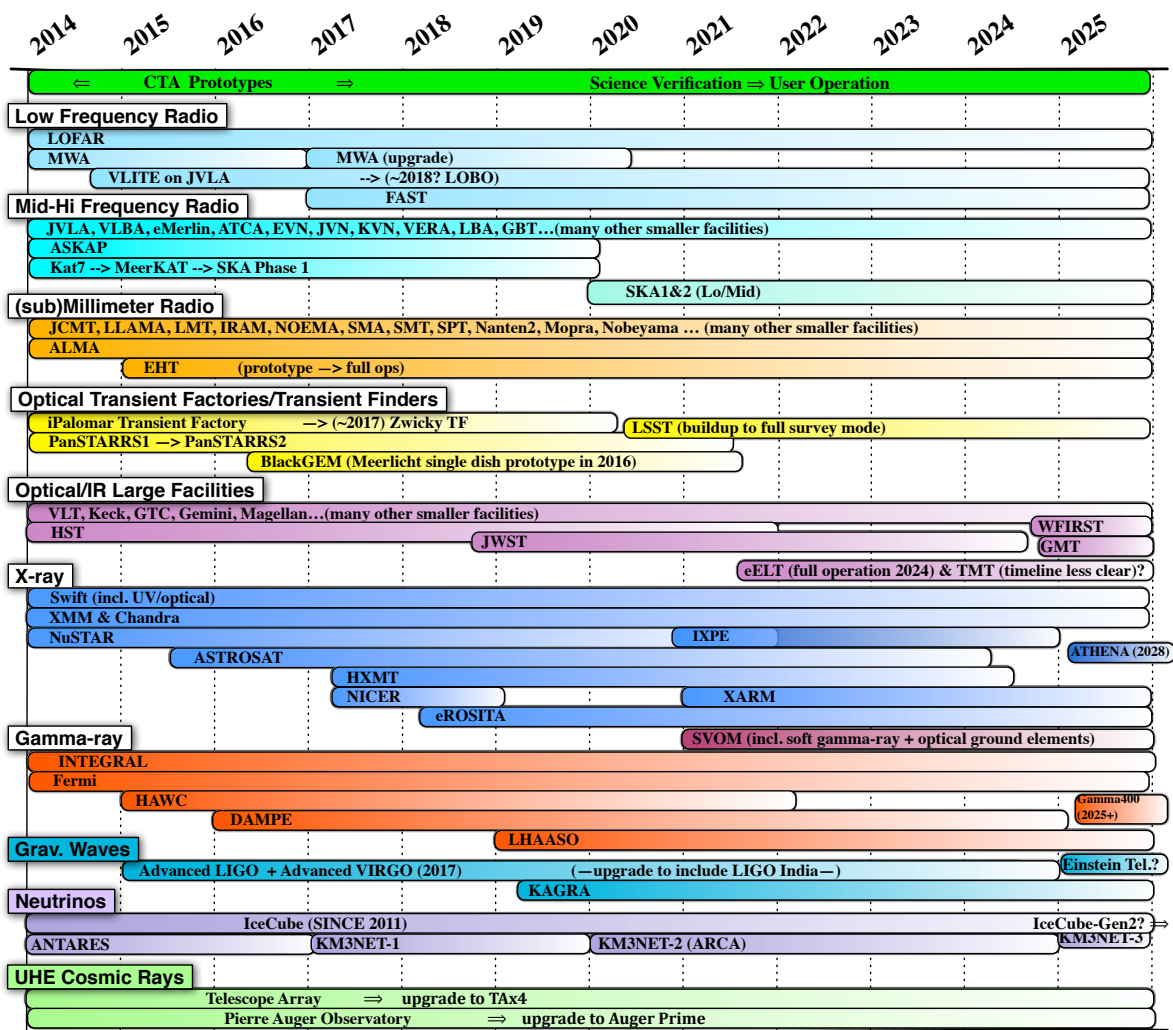 2014 2015 2016 2017 2018 2019 2020 2021 2022 2023 2024 2025
⇐ CTA Prototypes ⇒ Science Verification ⇒ User Operation
Low Frequency Radio
LOFAR
MWA MWA (upgrade)
VLITE on JVLA --> (~2018? LOBO)
FAST
Mid-Hi Frequency Radio
JVLA, VLBA, eMerlin, ATCA, EVN, JVN, KVN, VERA, LBA, GBT…(many other smaller facilities)
ASKAP
Kat7 --> MeerKAT --> SKA Phase 1
SKA1&2 (Lo/Mid)
(sub)Millimeter Radio
JCMT, LLAMA, LMT, IRAM, NOEMA, SMA, SMT, SPT, Nanten2, Mopra, Nobeyama … (many other smaller facilities)
ALMA
EHT (prototype —> full ops)
Optical Transient Factories/Transient Finders
iPalomar Transient Factory —> (~2017) Zwicky TF
LSST (buildup to full survey mode)
PanSTARRS1 —> PanSTARRS2
BlackGEM (Meerlicht single dish prototype in 2016)
Optical/IR Large Facilities
VLT, Keck, GTC, Gemini, Magellan…(many other smaller facilities)
WFIRST
HST
JWST
GMT
eELT (full operation 2024) & TMT (timeline less clear)?
X-ray
Swift (incl. UV/optical)
XMM & Chandra
NuSTAR IXPE
ATHENA (2028)
ASTROSAT
HXMT
NICER XARM
eROSITA
SVOM (incl. soft gamma-ray + optical ground elements)
Gamma-ray
INTEGRAL
Fermi
HAWC
Gamma400
(2025+)
DAMPE
LHAASO
Grav. Waves
Advanced LIGO + Advanced VIRGO (2017) (—upgrade to include LIGO India—)
Einstein Tel.?
KAGRA
Neutrinos
IceCube (SINCE 2011) IceCube-Gen2? ⇒
ANTARES KM3NET-1 KM3NET-2 (ARCA) KM3NET-3
UHE Cosmic Rays
Telescope Array ⇒ upgrade to TAx4
Pierre Auger Observatory ⇒ upgrade to Auger Prime